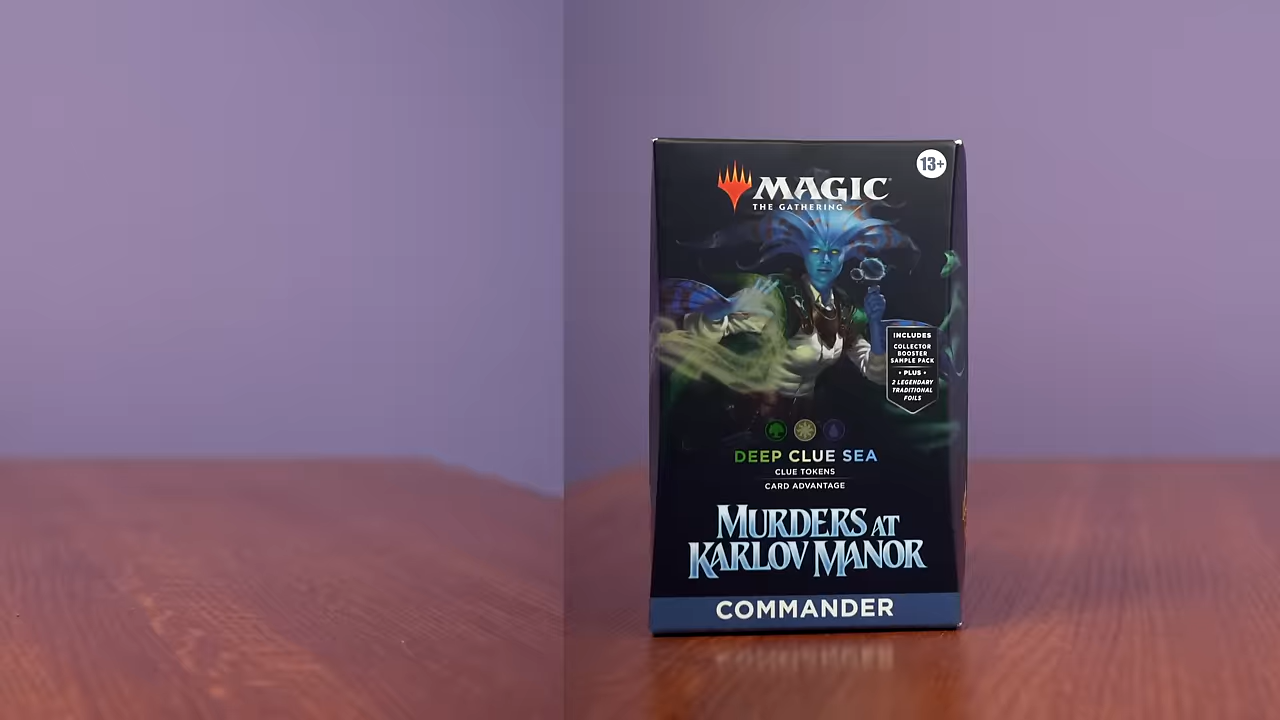 13+
MAGIC
THE GATHERING
INCLUDES
COLLECTOR
BOOSTER
SAMPLE PACK
• PLUS •
2 LEGENDARY
TRADITIONAL
FOILS
DEEP CLUE SEA
CLUE TOKENS
CARD ADVANTAGE
MURDERS AT
KARLOV MANOR
COMMANDER